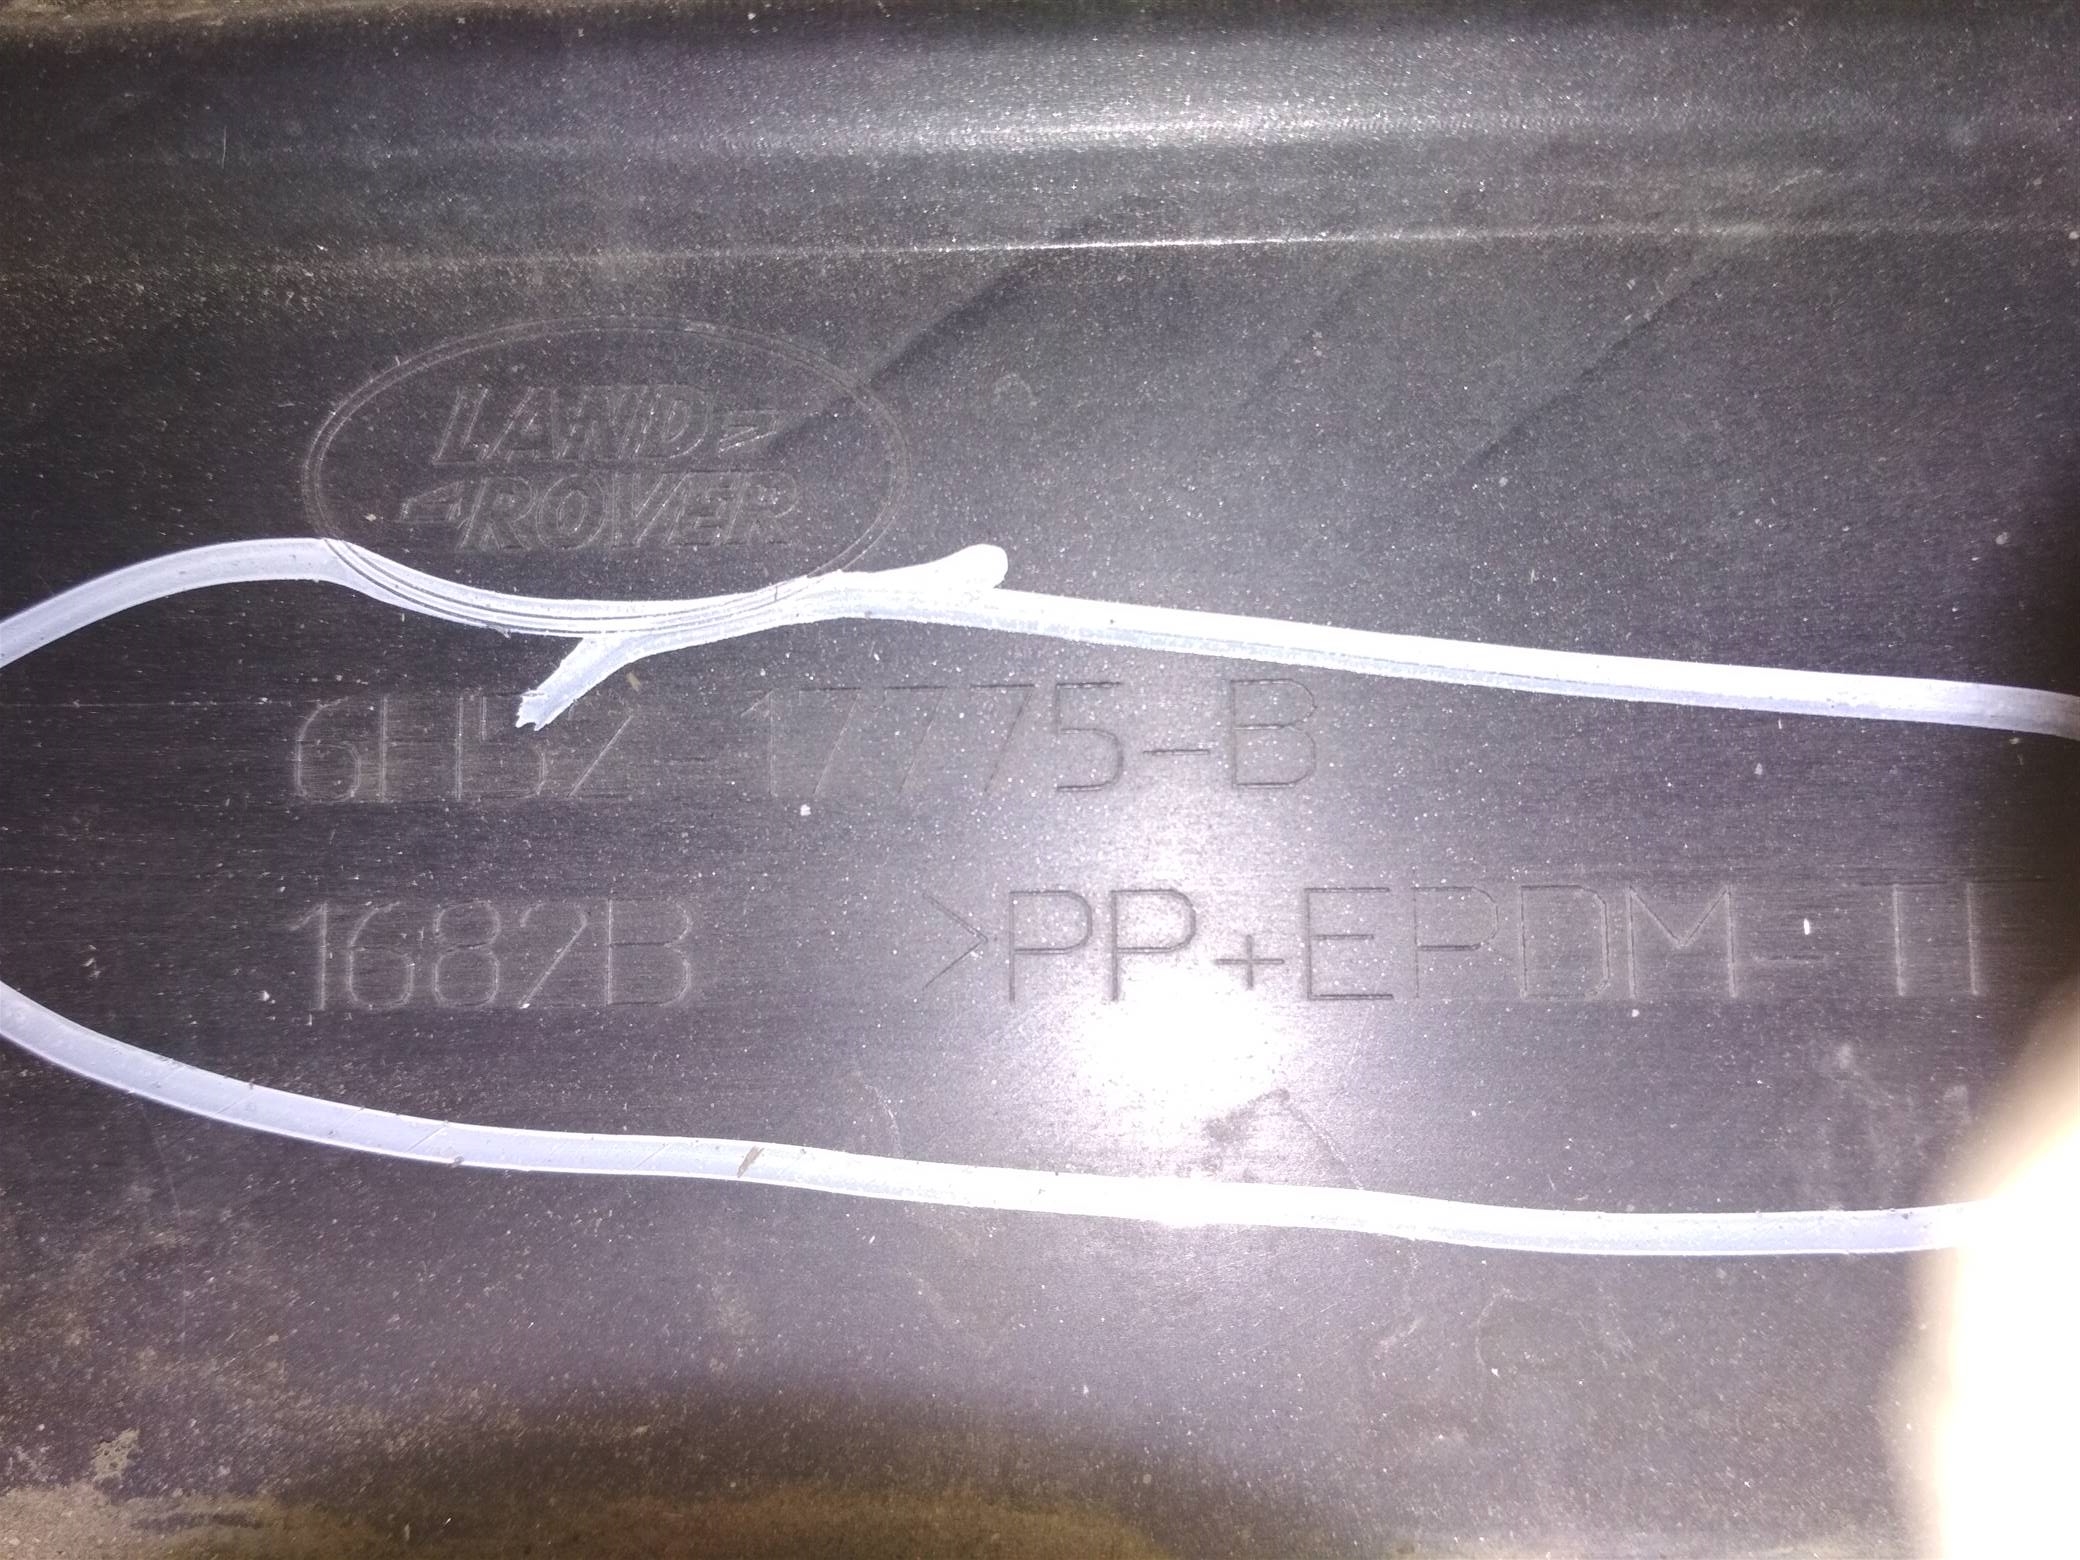 LAND
ROVER
6H52 17775-B
1682B >PP+EPDM-T